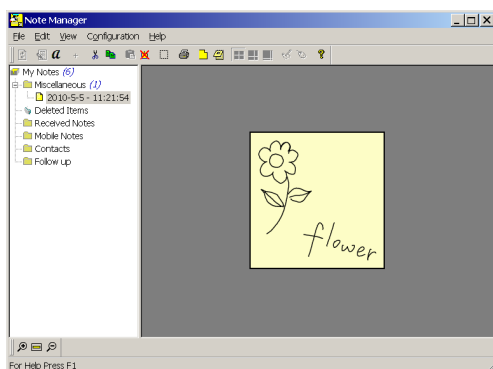 Note Manager
File Edit View Configuration Help
a
My Notes (6)
Miscellaneous (1)
2010-5-5 - 11:21:54
Deleted Items
Received Notes
Mobile Notes
Contacts
Follow up
flower
For Help Press F1